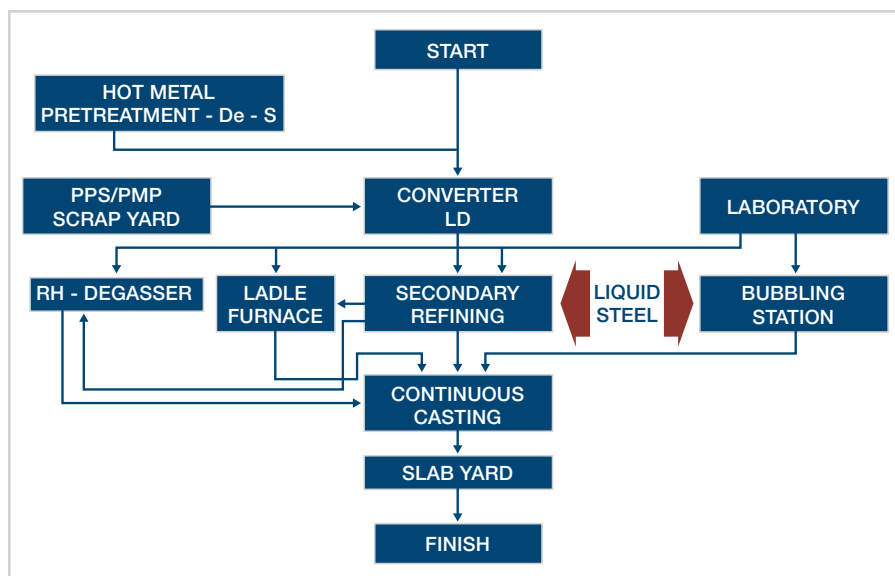 START
HOT METAL
PRETREATMENT - De - S
PPS/PMP
SCRAP YARD
CONVERTER
LD
LABORATORY
RH - DEGASSER
LADLE
FURNACE
SECONDARY
REFINING
LIQUID
STEEL
BUBBLING
STATION
CONTINUOUS
CASTING
SLAB YARD
FINISH